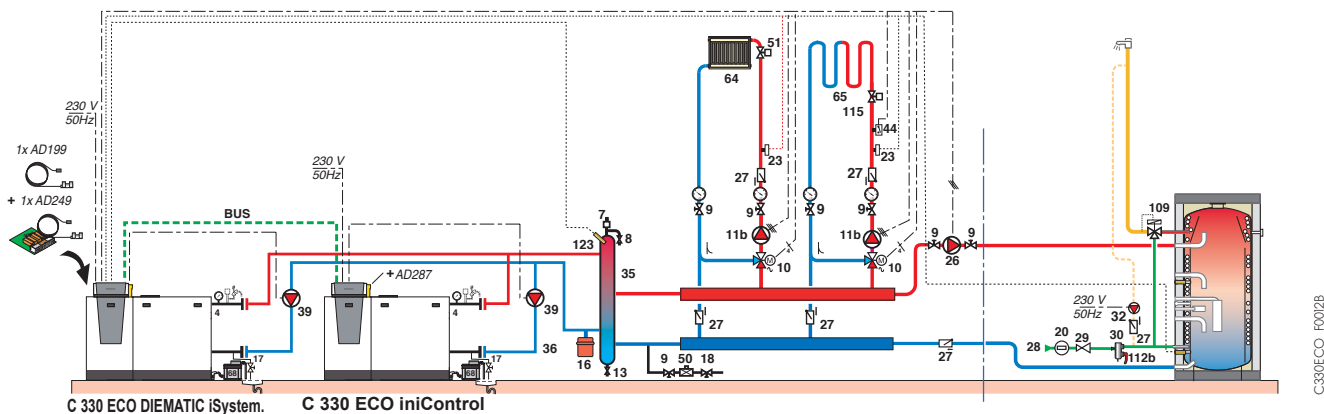 230 V
50Hz
1x AD199
+ 1x AD249
BUS
230 V
50Hz
+AD287
4
39
17
68
4
39
36
17
68
7
8
123
35
16
13
9
50
18
64
51
23
27
9
9
11b
10
27
65
115
44
23
27
9
9
11b
10
27
9
26
9
27
109
230 V
50Hz
32
27
28
20
29
30
112b
C 330 ECO DIEMATIC iSystem.
C 330 ECO iniControl
C330ECO_F0012B